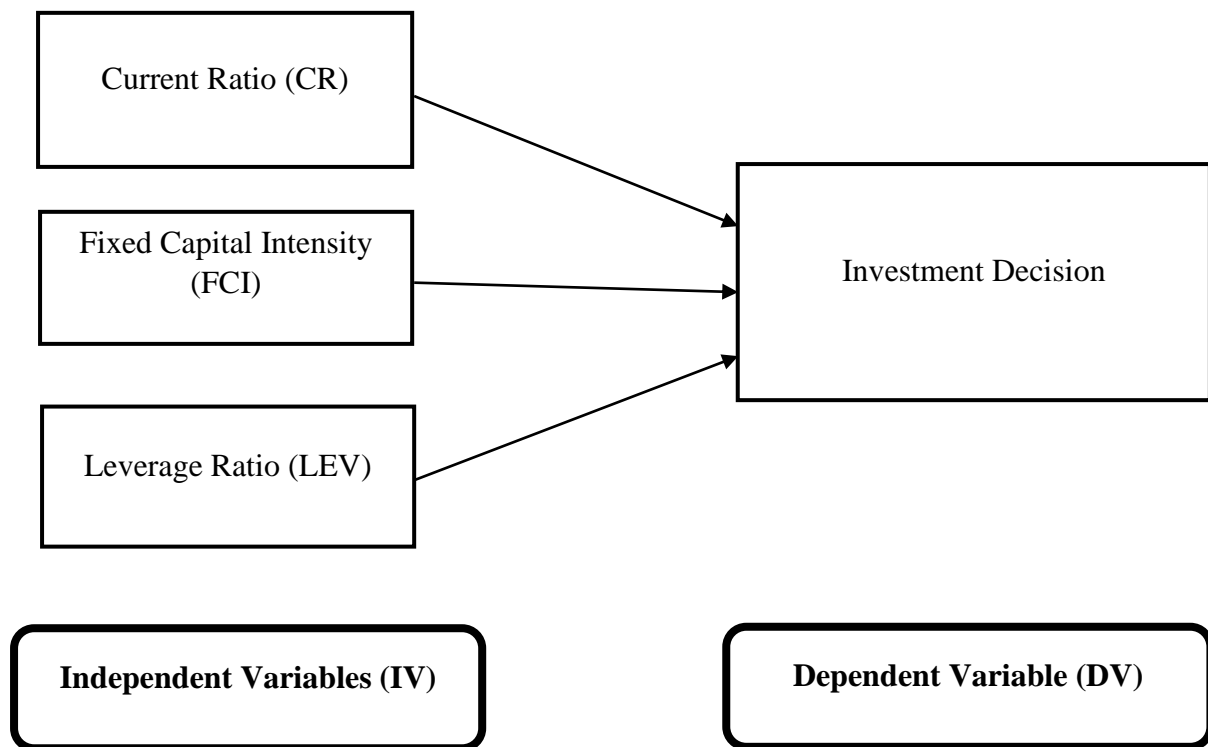 Current Ratio (CR)
Fixed Capital Intensity
(FCI)
Leverage Ratio (LEV)
Investment Decision
Independent Variables (IV)
Dependent Variable (DV)